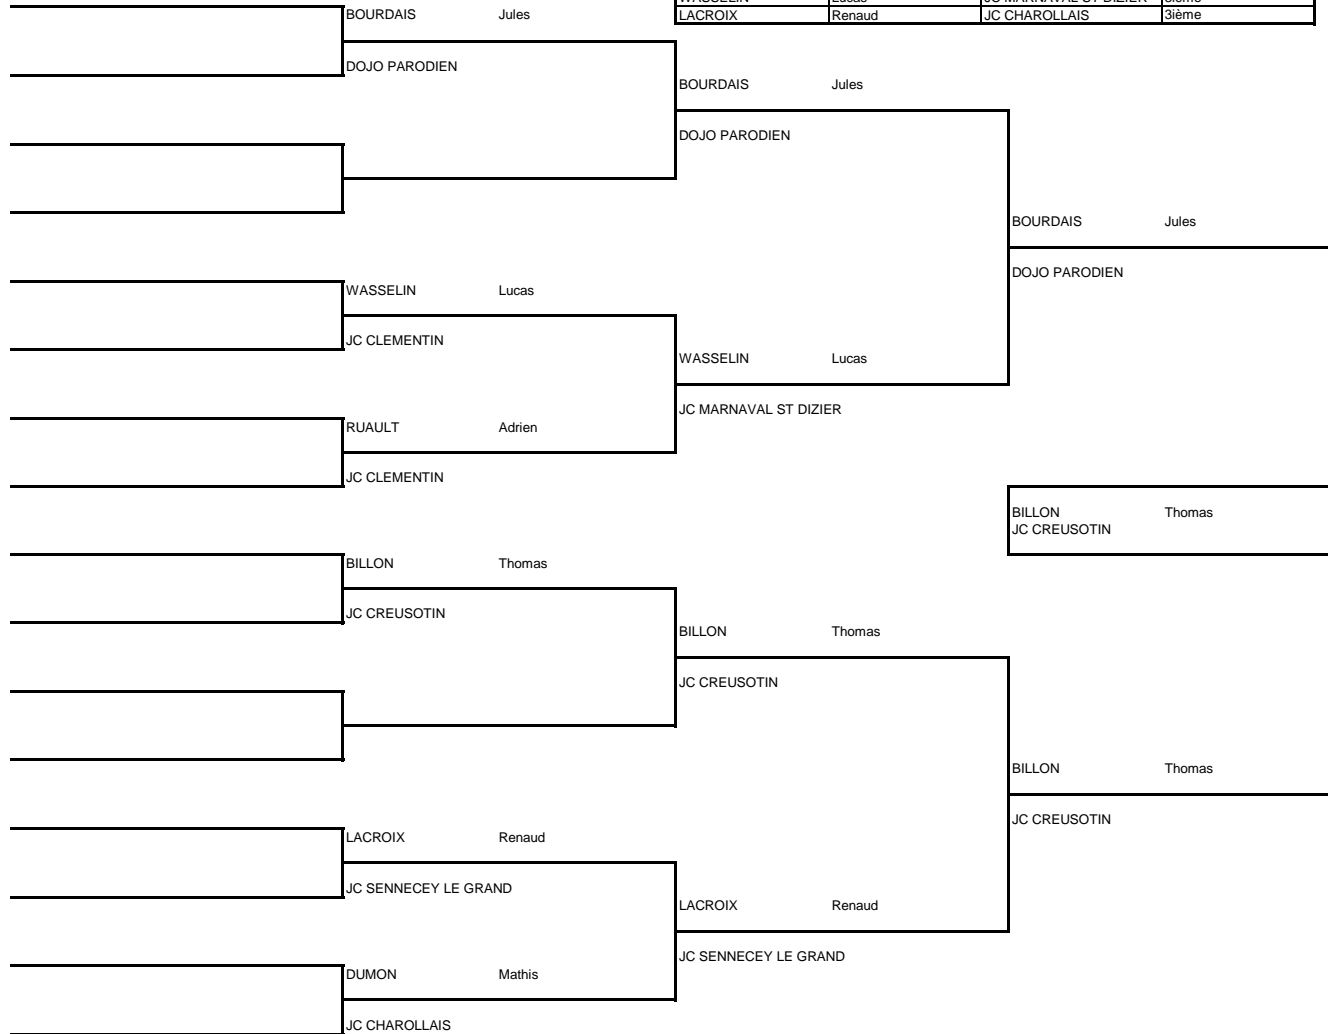 WASSELIN Lucas JC MARNAVAL ST DIZIER 3ième
LACROIX Renaud JC CHAROLLAIS 3ième
BOURDAIS Jules
DOJO PARODIEN
BOURDAIS Jules
DOJO PARODIEN
BOURDAIS Jules
DOJO PARODIEN
WASSELIN Lucas
JC CLEMENTIN
WASSELIN Lucas
JC MARNAVAL ST DIZIER
RUAULT Adrien
JC CLEMENTIN
BILLON Thomas
JC CREUSOTIN
BILLON Thomas
JC CREUSOTIN
BILLON Thomas
JC CREUSOTIN
BILLON Thomas
JC CREUSOTIN
LACROIX Renaud
JC SENNECEY LE GRAND
LACROIX Renaud
JC SENNECEY LE GRAND
DUMON Mathis
JC CHAROLLAIS